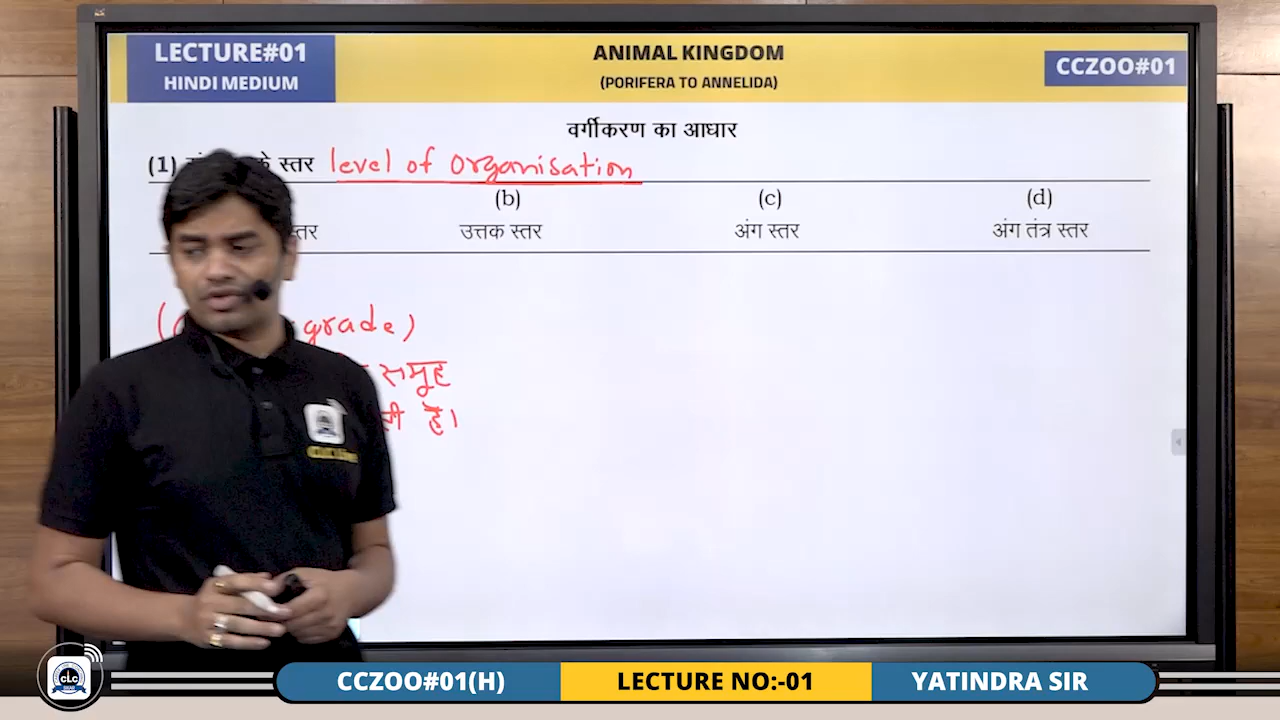 LECTURE#01
HINDI MEDIUM
ANIMAL KINGDOM
(PORIFERA TO ANNELIDA)
CCZOO#01
वर्गीकरण का आधार
(1) के स्तर level of organisation
(b) (c) (d)
स्तर उत्तक स्तर अंग स्तर अंग तंत्र स्तर
grade)
समूह
है।
CLC
CCZOO#01(H) LECTURE NO:-01 YATINDRA SIR